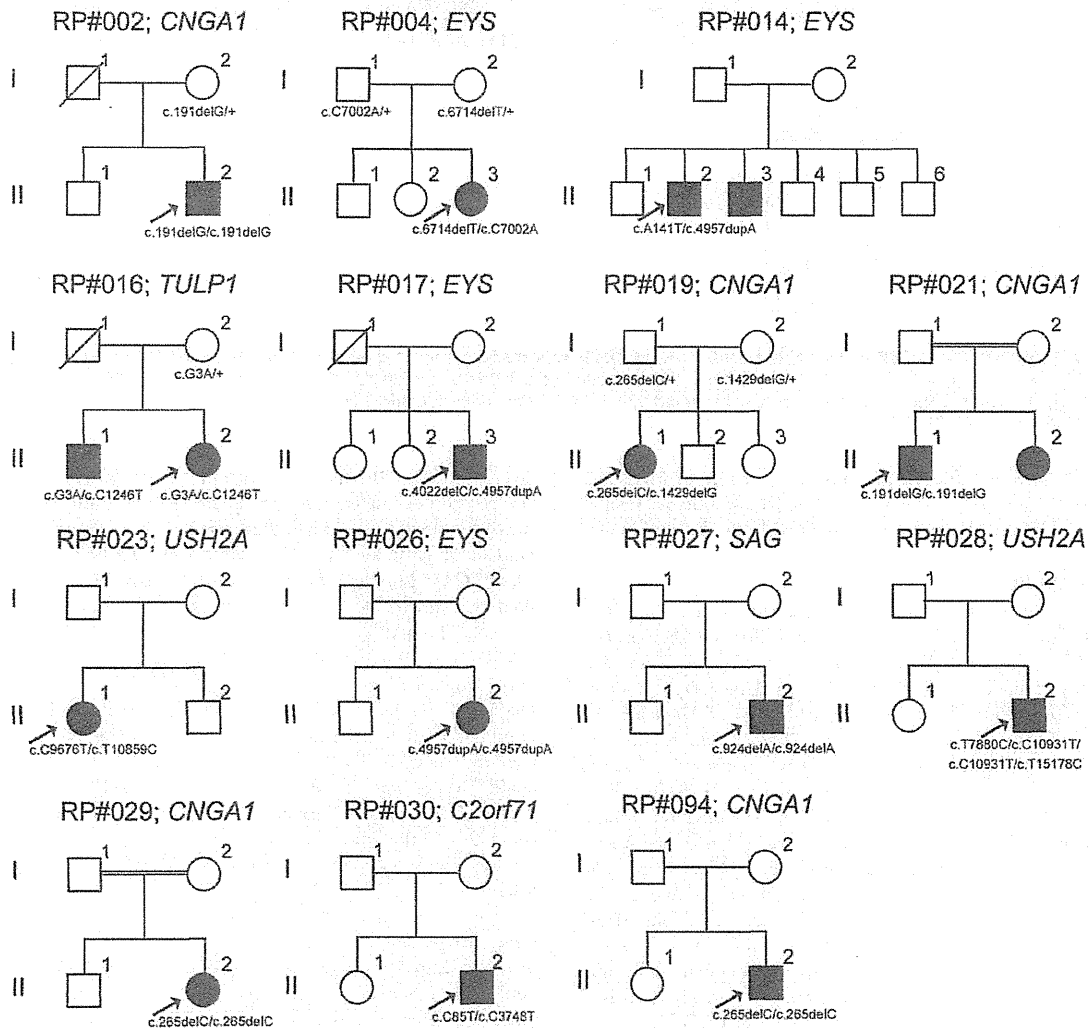 RP#002; CNGA1
RP#004; EYS
RP#014; EYS
I
1
2
c.191delG/+
II
1
2
c.191delG/c.191delG
I
1
2
c.C7002A/+
c.6714delT/+
II
1
2
3
c.6714delT/c.C7002A
I
1
2
II
1
2
3
4
5
6
c.A141T/c.4957dupA
RP#016; TULP1
RP#017; EYS
RP#019; CNGA1
RP#021; CNGA1
I
1
2
c.G3A/+
II
1
2
c.G3A/c.C1246T
c.G3A/c.C1246T
I
1
2
II
1
2
3
c.4022delC/c.4957dupA
I
1
2
c.265delC/+
c.1429delG/+
II
1
2
3
c.265delC/c.1429delG
I
1
2
II
1
2
c.191delG/c.191delG
RP#023; USH2A
RP#026; EYS
RP#027; SAG
RP#028; USH2A
I
1
2
II
1
2
c.C9676T/c.T10859C
I
1
2
II
1
2
c.4957dupA/c.4957dupA
I
1
2
II
1
2
c.924delA/c.924delA
I
1
2
II
1
2
c.T7880C/c.C10931T/
c.C10931T/c.T15178C
RP#029; CNGA1
RP#030; C2orf71
RP#094; CNGA1
I
1
2
II
1
2
c.265delC/c.265delC
I
1
2
II
1
2
c.C85T/c.C3748T
I
1
2
II
1
2
c.265delC/c.265delC